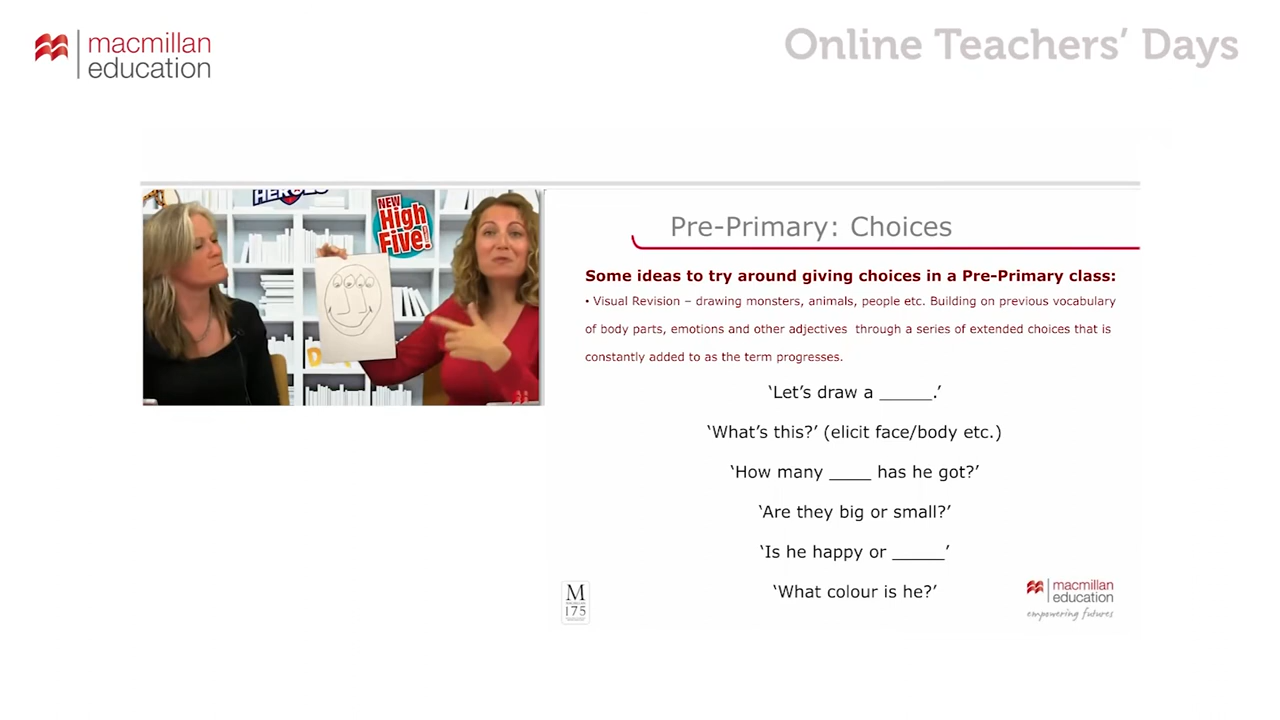 macmillan
education
Online Teachers' Days
HEROES
NEW
High
Five!
Pre-Primary: Choices
Some ideas to try around giving choices in a Pre-Primary class:
• Visual Revision – drawing monsters, animals, people etc. Building on previous vocabulary
of body parts, emotions and other adjectives through a series of extended choices that is
constantly added to as the term progresses.
‘Let’s draw a ______.’
‘What’s this?’ (elicit face/body etc.)
‘How many ____ has he got?’
‘Are they big or small?’
‘Is he happy or _____’
‘What colour is he?’
M
175
macmillan
education
empowering futures